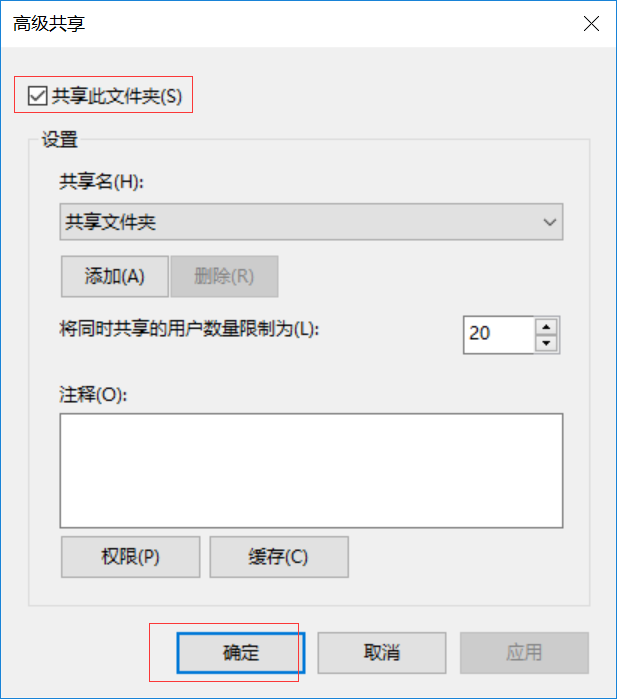 高级共享
共享此文件夹(S)
设置
共享名(H):
共享文件夹
添加(A) 删除(R)
将同时共享的用户数量限制为(L): 20
注释(O):
权限(P) 缓存(C)
确定 取消 应用